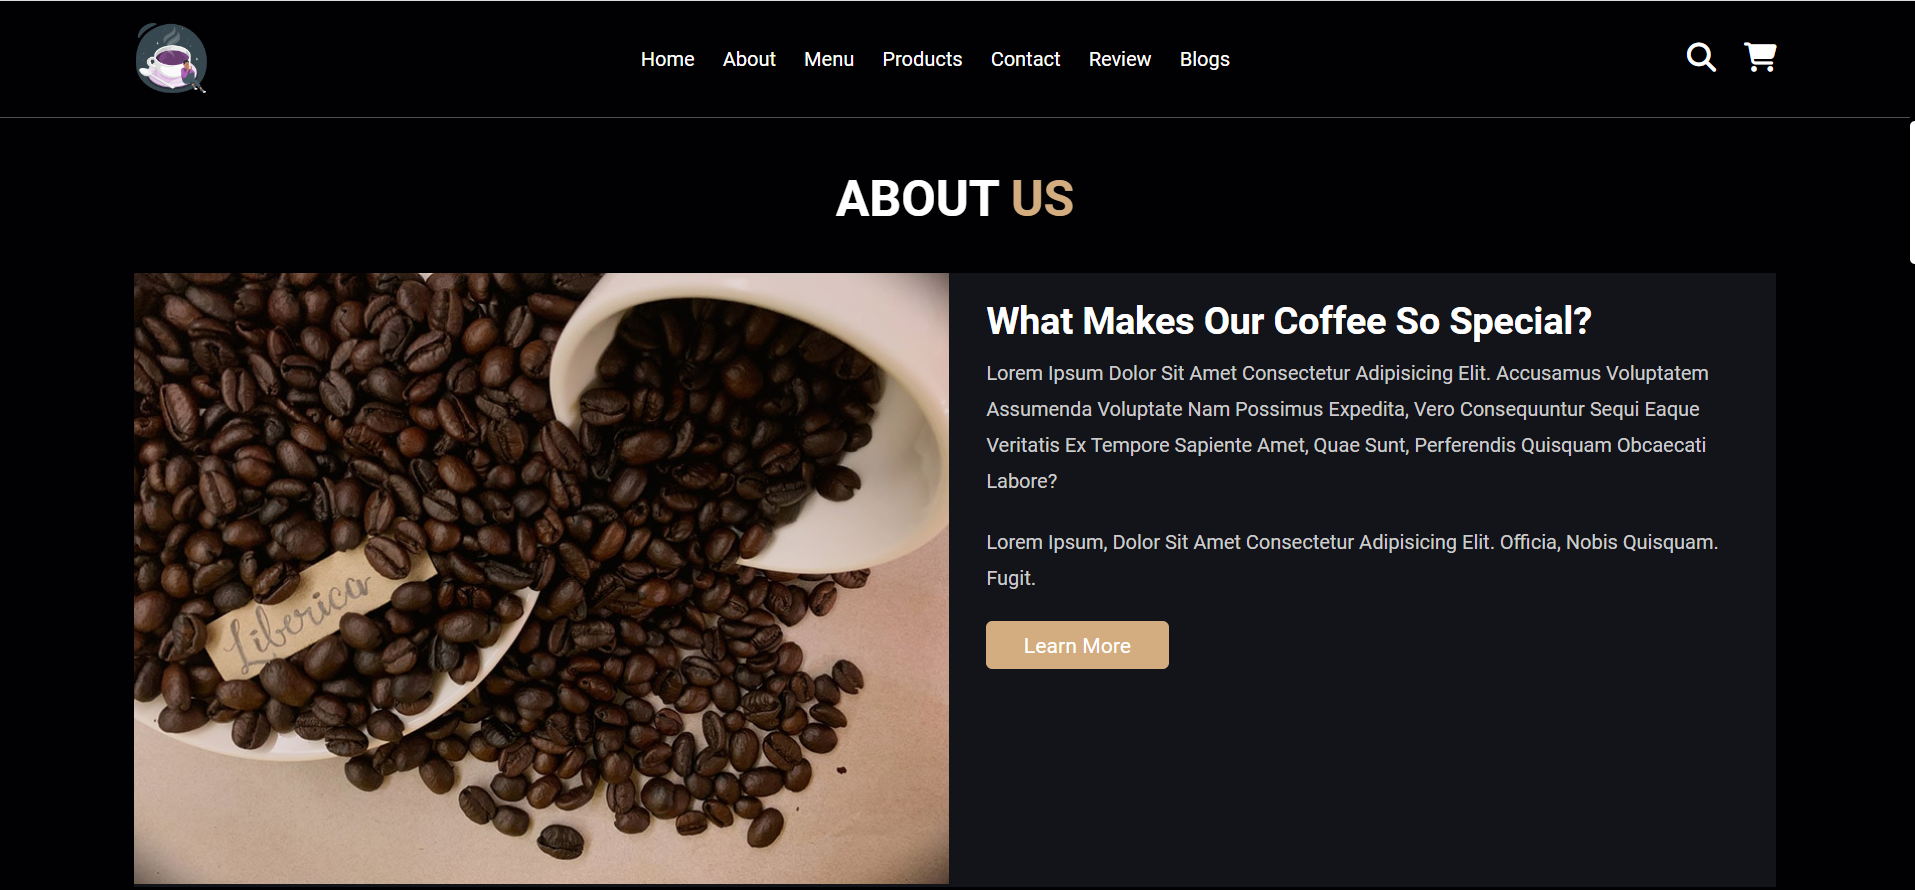 Home About Menu Products Contact Review Blogs
ABOUT US
What Makes Our Coffee So Special?
Lorem Ipsum Dolor Sit Amet Consectetur Adipisicing Elit. Accusamus Voluptatem
Assumenda Voluptate Nam Possimus Expedita, Vero Consequuntur Sequi Eaque
Veritatis Ex Tempore Sapiente Amet, Quae Sunt, Perferendis Quisquam Obcaecati
Labore?
Lorem Ipsum, Dolor Sit Amet Consectetur Adipisicing Elit. Officia, Nobis Quisquam.
Fugit.
Learn More
Liberica